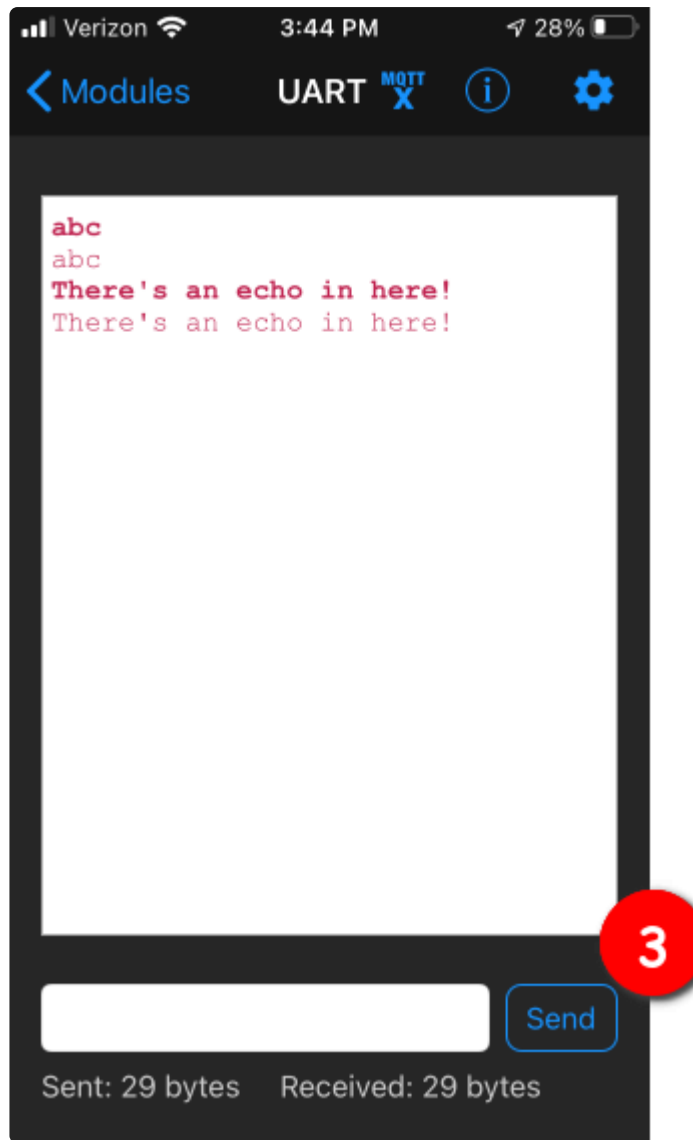 Verizon 3:44 PM 28%
Modules UART MQTT X i
abc
abc
There's an echo in here!
There's an echo in here!
3
Send
Sent: 29 bytes Received: 29 bytes